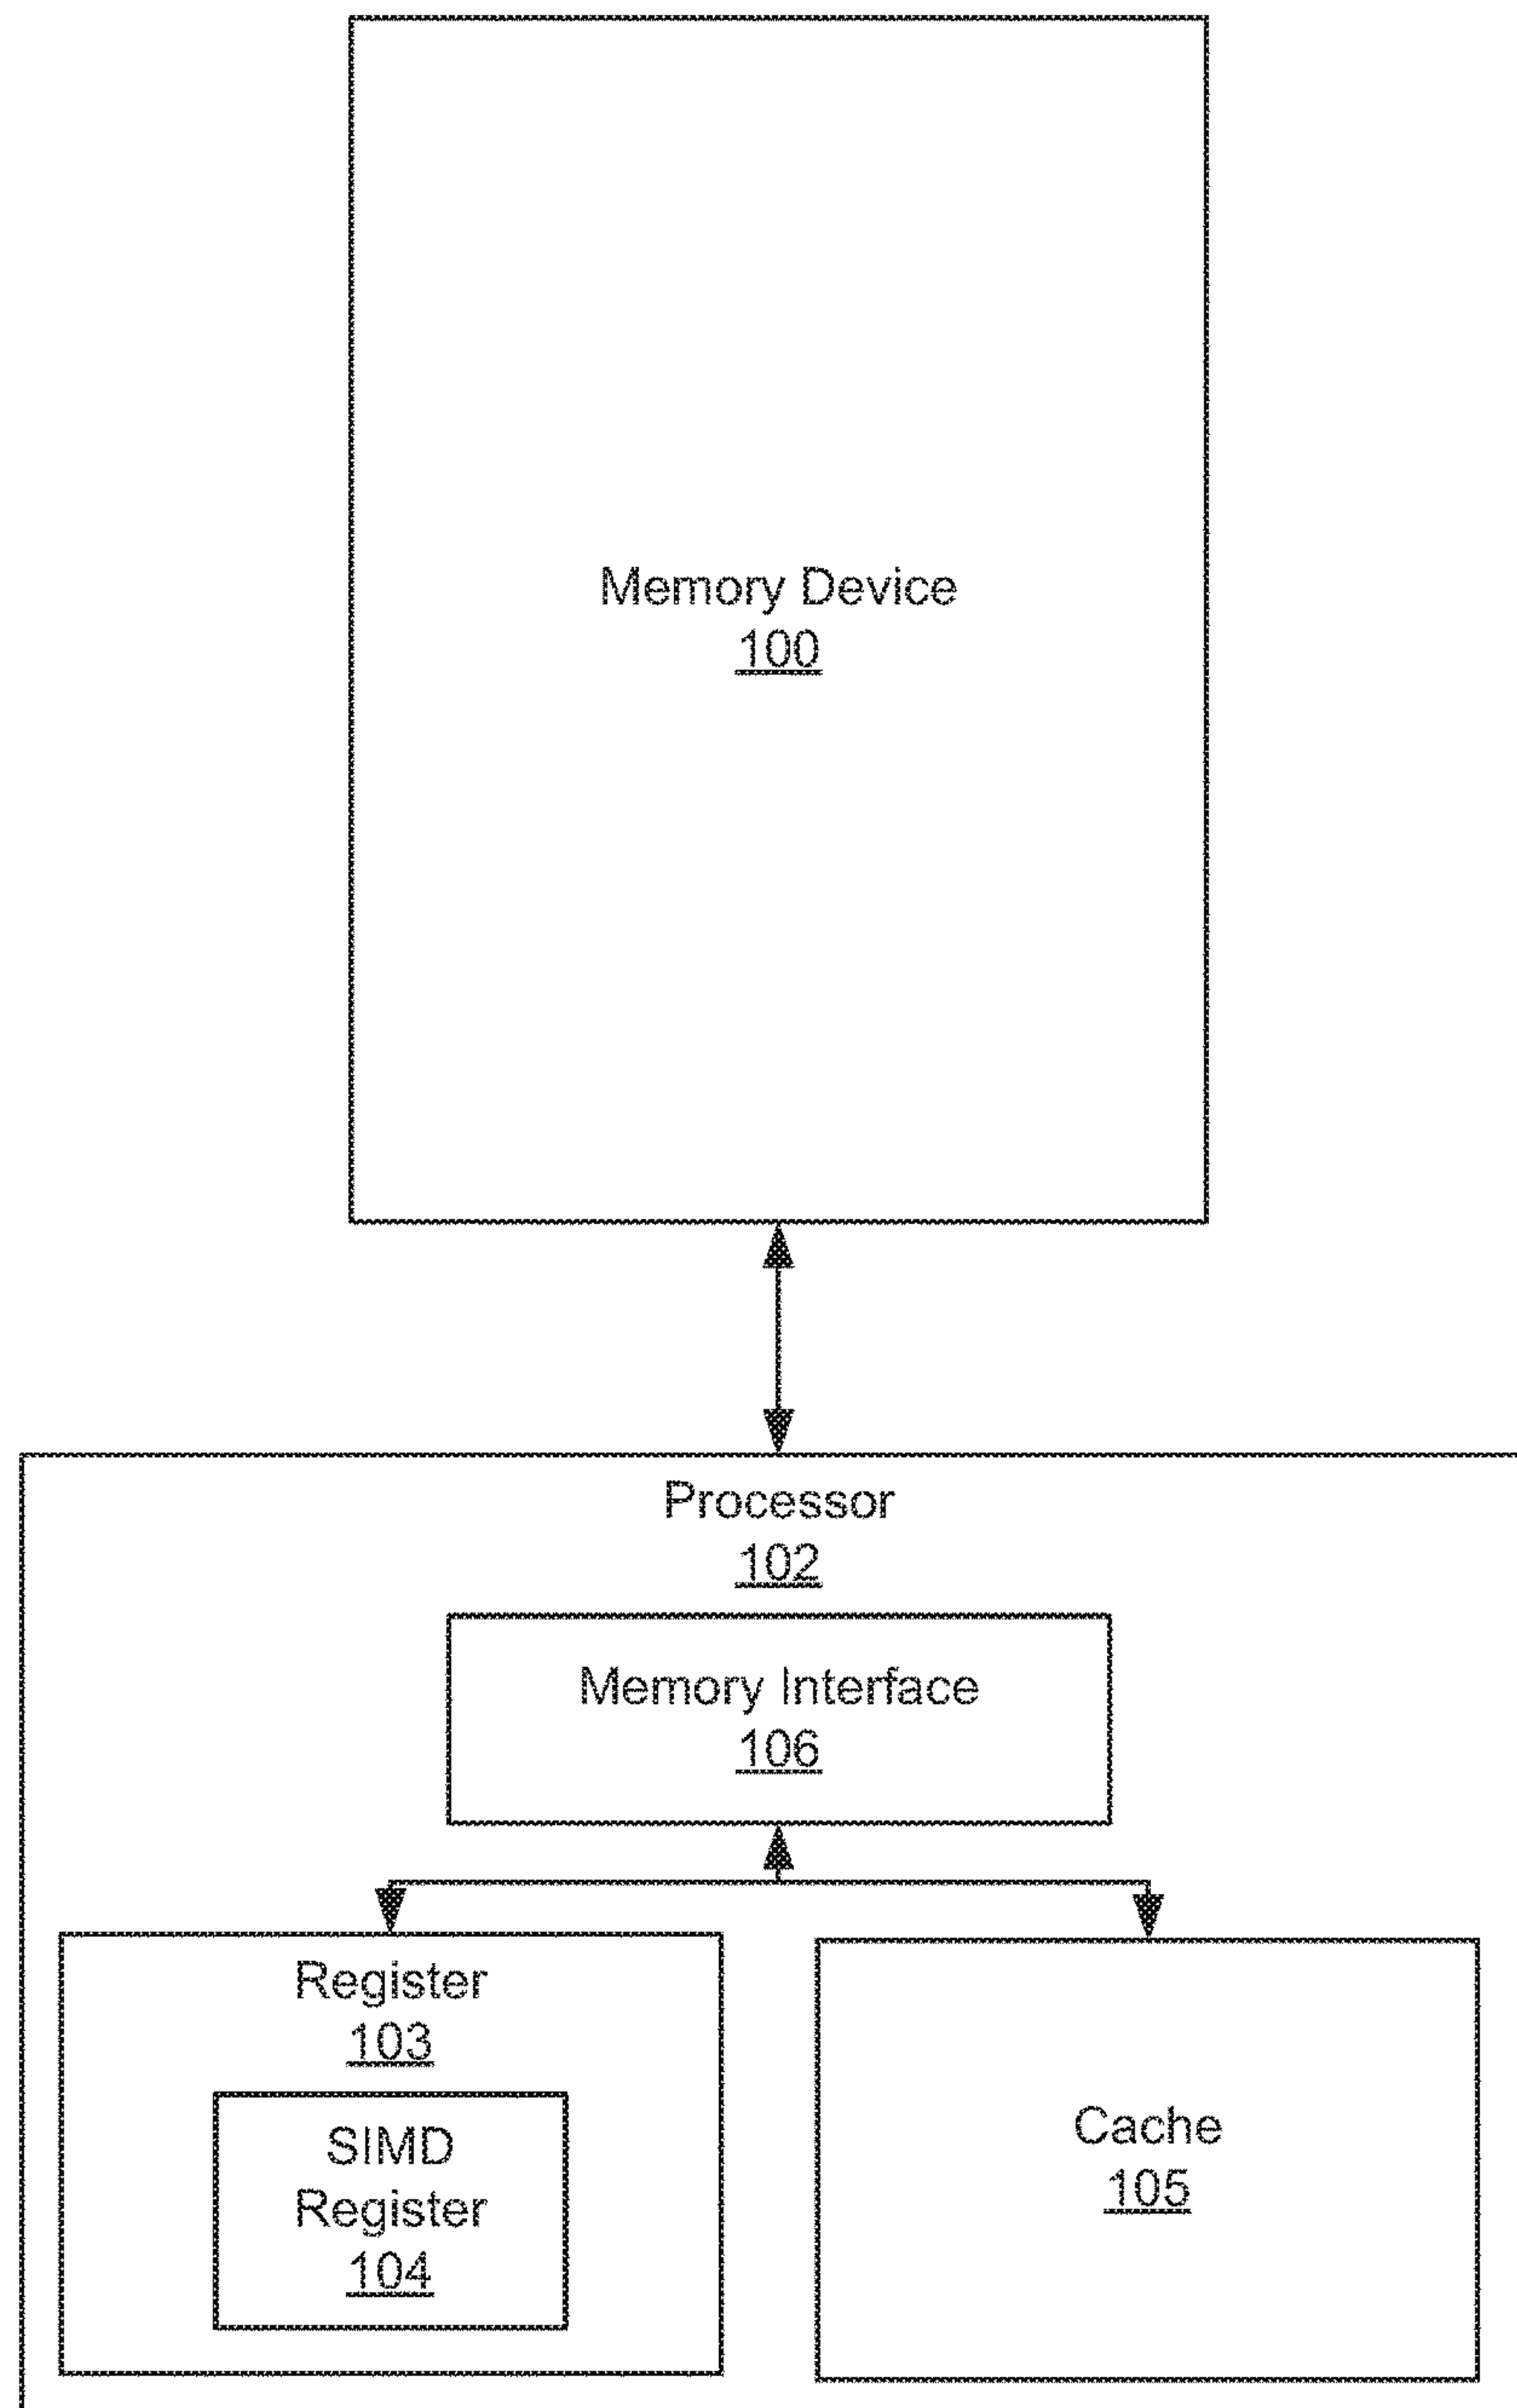 Memory Device
100
Processor
102
Memory Interface
106
Register
103
SIMD
Register
104
Cache
105